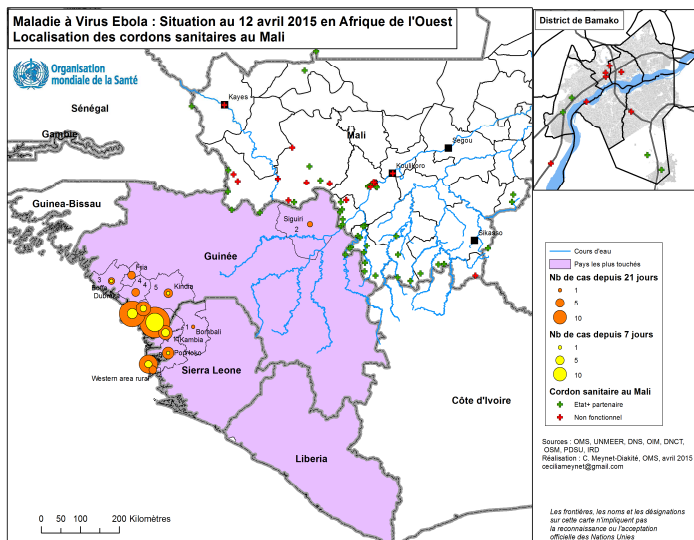 Maladie à Virus Ebola : Situation au 12 avril 2015 en Afrique de l'Ouest
Localisation des cordons sanitaires au Mali
Organisation
mondiale de la Santé
Sénégal
Gambie
Guinea-Bissau
Kayes
Mali
Ségou
Koulikoro
Sikasso
Siguiri
2
Guinée
Fria
3
4
5
Boffa
Dubréka
Kindia
1
Bombali
Kambia
Port loko
Western area rural
Sierra Leone
Liberia
Côte d'Ivoire
0 50 100 200 Kilomètres
District de Bamako
Cours d'eau
Pays les plus touchés
Nb de cas depuis 21 jours
1
5
10
Nb de cas depuis 7 jours
1
5
10
Cordon sanitaire au Mali
Etat+ partenaire
Non fonctionnel
Sources : OMS, UNMEER, DNS, OIM, DNCT,
OSM, PDSU, IRD
Réalisation : C. Meynet-Diakité, OMS, avril 2015
ceciliameynet@gmail.com
Les frontières, les noms et les désignations
sur cette carte n'impliquent pas
la reconnaissance ou l'acceptation
officielle des Nations Unies